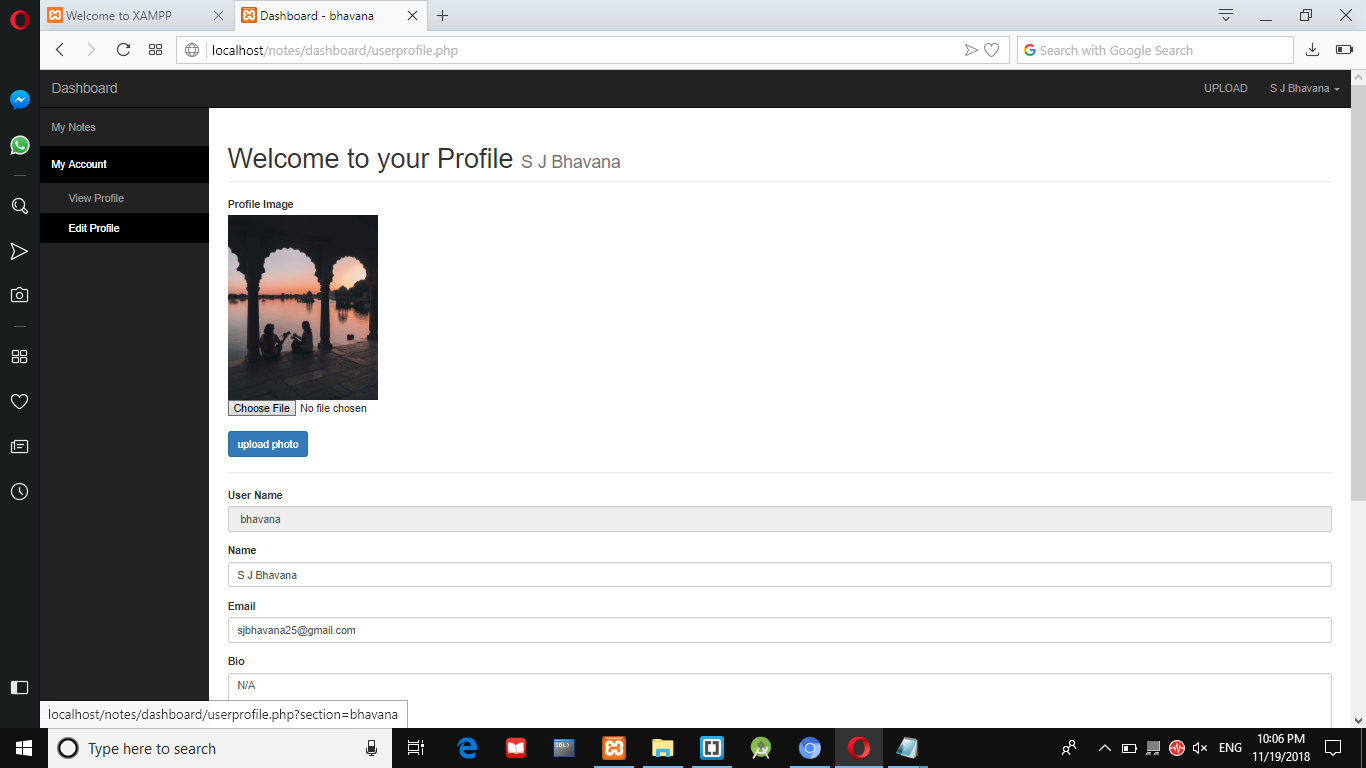 Welcome to XAMPP
Dashboard - bhavana
localhost/notes/dashboard/userprofile.php
Search with Google Search
Dashboard
UPLOAD
S J Bhavana
My Notes
My Account
View Profile
Edit Profile
Welcome to your Profile S J Bhavana
Profile Image
Choose File No file chosen
upload photo
User Name
bhavana
Name
S J Bhavana
Email
sjbhavana25@gmail.com
Bio
N/A
localhost/notes/dashboard/userprofile.php?section=bhavana
Type here to search
ENG
10:06 PM
11/19/2018